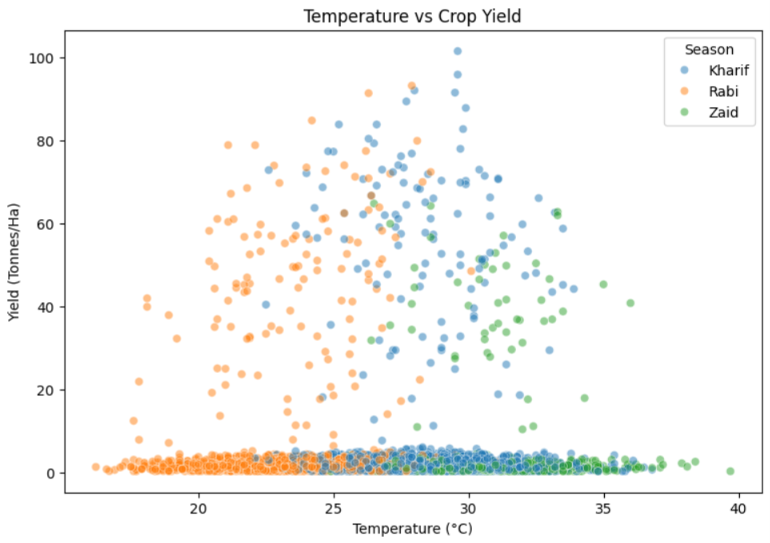 Temperature vs Crop Yield
Season
Kharif
Rabi
Zaid
Yield (Tonnes/Ha)
100
80
60
40
20
0
20
25
30
35
40
Temperature (°C)